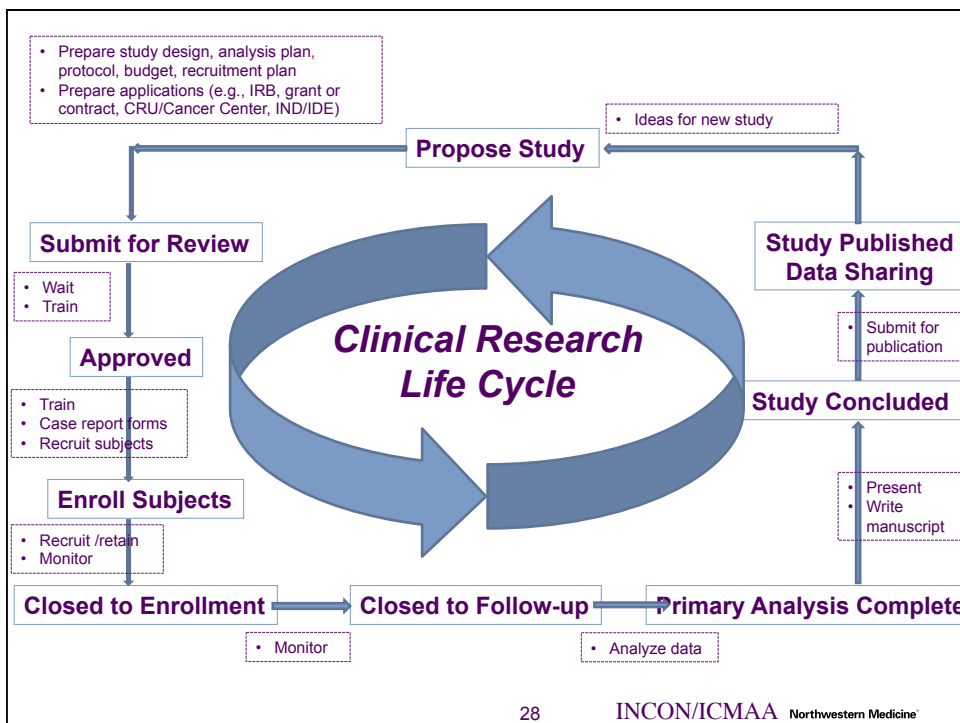 • Prepare study design, analysis plan,
protocol, budget, recruitment plan
• Prepare applications (e.g., IRB, grant or
contract, CRU/Cancer Center, IND/IDE)
• Ideas for new study
Propose Study
Submit for Review
• Wait
• Train
Approved
• Train
• Case report forms
• Recruit subjects
Enroll Subjects
• Recruit /retain
• Monitor
Closed to Enrollment
• Monitor
Closed to Follow-up
• Analyze data
Primary Analysis Complete
• Present
• Write
manuscript
Study Concluded
• Submit for
publication
Study Published
Data Sharing
Clinical Research
Life Cycle
28
INCON/ICMAA
Northwestern Medicine